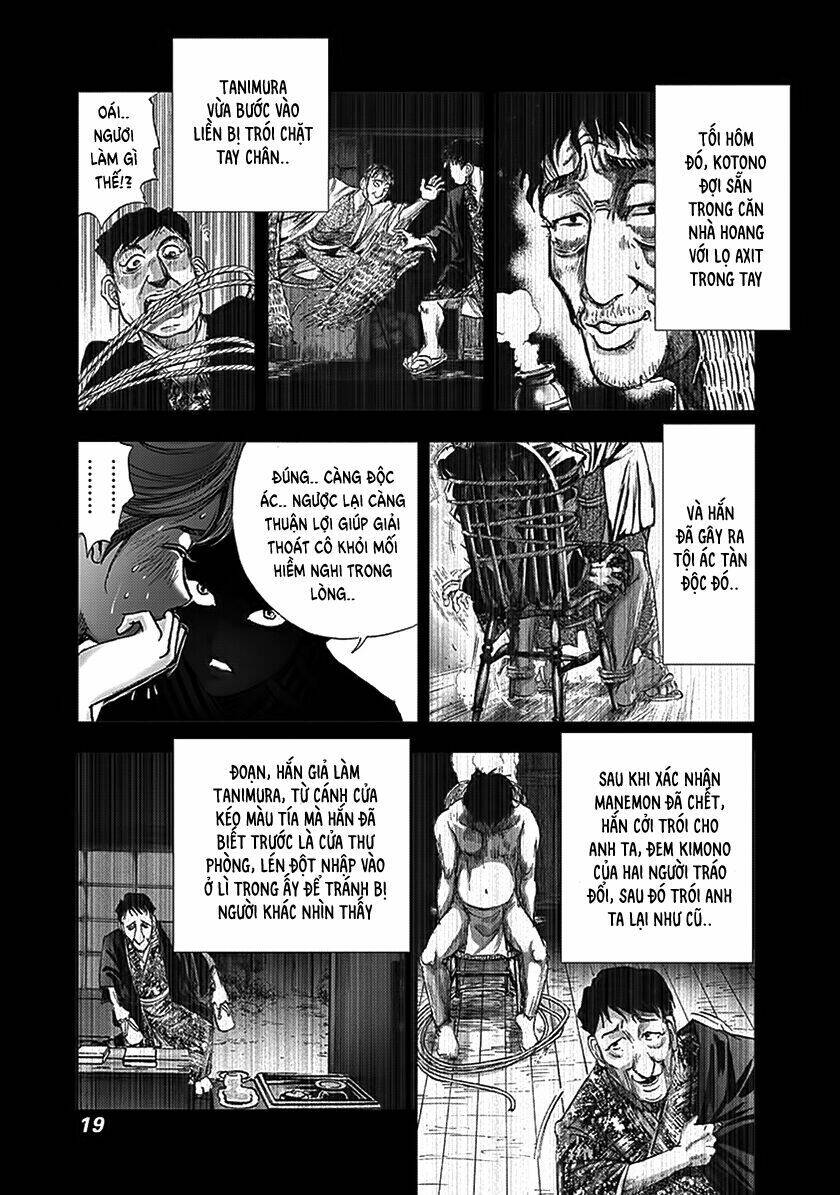 TỐI HÔM
ĐÓ, KOTONO
ĐỢI SẴN
TRONG CĂN
NHÀ HOANG
VỚI LỌ AXIT
TRONG TAY
TANIMURA
VỪA BƯỚC VÀO
LIỀN BỊ TRÓI CHẶT
TAY CHÂN..
OÁI..
NGƯƠI
LÀM GÌ
THẾ!?
VÀ HẮN
ĐÃ GÂY RA
TỘI ÁC TÀN
ĐỘC ĐÓ..
ĐÚNG.. CÀNG ĐỘC
ÁC.. NGƯỢC LẠI CÀNG
THUẬN LỢI GIÚP GIẢI
THOÁT CÔ KHỎI MỐI
HIỀM NGHI TRONG
LÒNG..
......
SAU KHI XÁC NHẬN
MANEMON ĐÃ CHẾT,
HẮN CỞI TRÓI CHO
ANH TA, ĐEM KIMONO
CỦA HAI NGƯỜI TRÁO
ĐỔI, SAU ĐÓ TRÓI ANH
TA LẠI NHƯ CŨ..
ĐOẠN, HẮN GIẢ LÀM
TANIMURA, TỪ CÁNH CỬA
KÉO MÀU TÍA MÀ HẮN ĐÃ
BIẾT TRƯỚC LÀ CỬA THƯ
PHÒNG, LÉN ĐỘT NHẬP VÀO
Ở LÌ TRONG ẤY ĐỂ TRÁNH BỊ
NGƯỜI KHÁC NHÌN THẤY
19